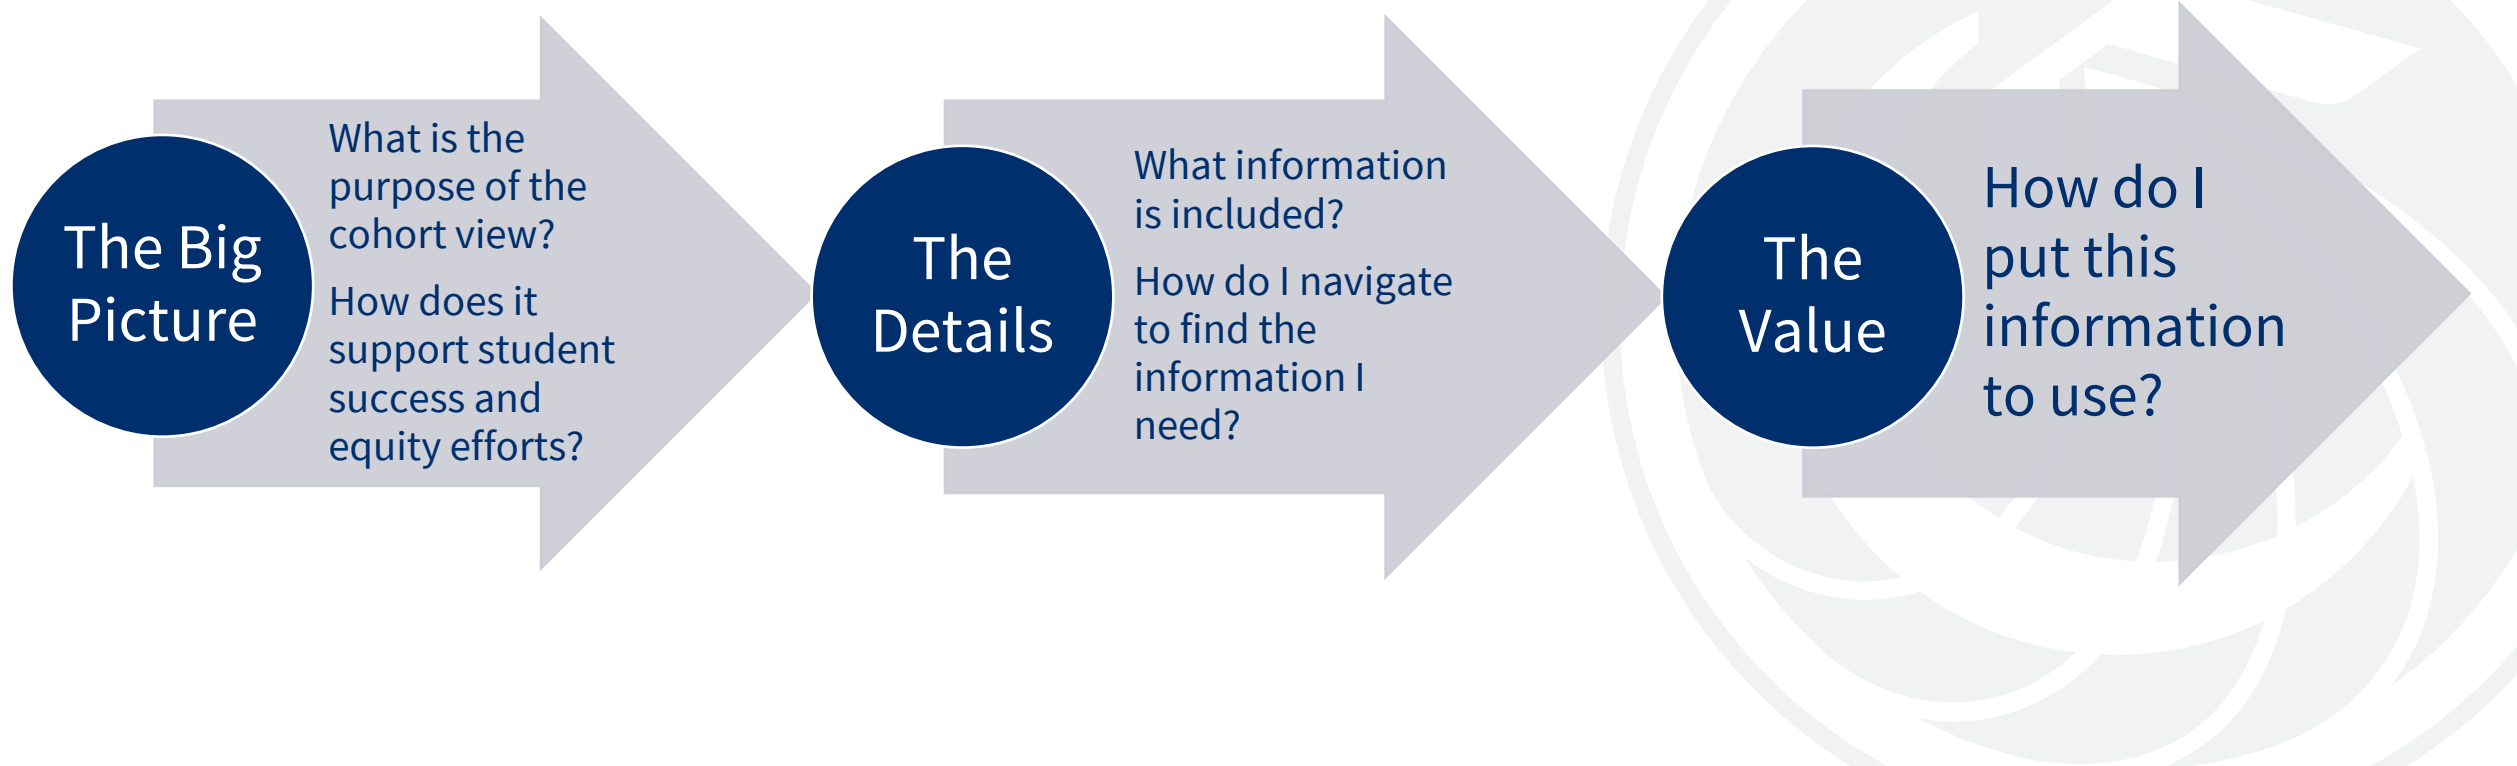 The Big
Picture
What is the
purpose of the
cohort view?
How does it
support student
success and
equity efforts?
The
Details
What information
is included?
How do I navigate
to find the
information I
need?
The
Value
How do I
put this
information
to use?